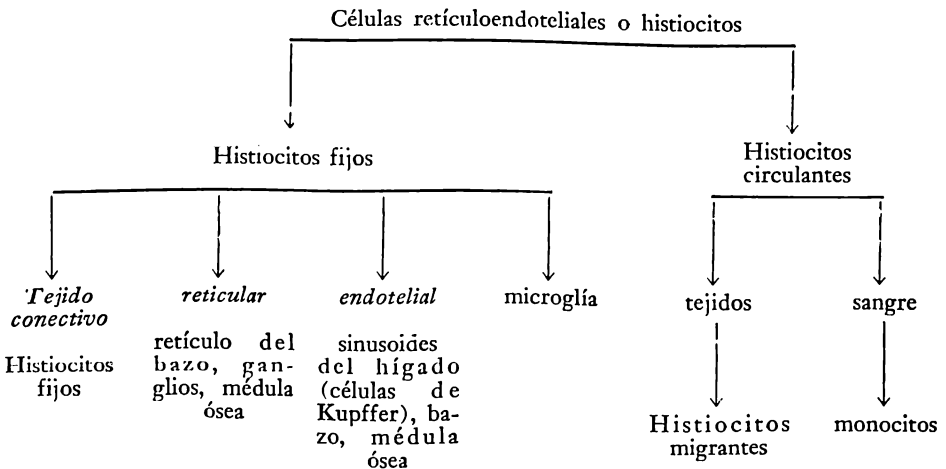 Células retículoendoteliales o histiocitos
Histiocitos fijos
Histiocitos
circulantes
Tejido
conectivo
Histiocitos
fijos
reticular
retículo del
bazo, gan-
glios, médula
ósea
endotelial
sinusoides
del hígado
(células de
Kupffer), ba-
zo, médula
ósea
microglía
tejidos
Histiocitos
migrantes
sangre
monocitos